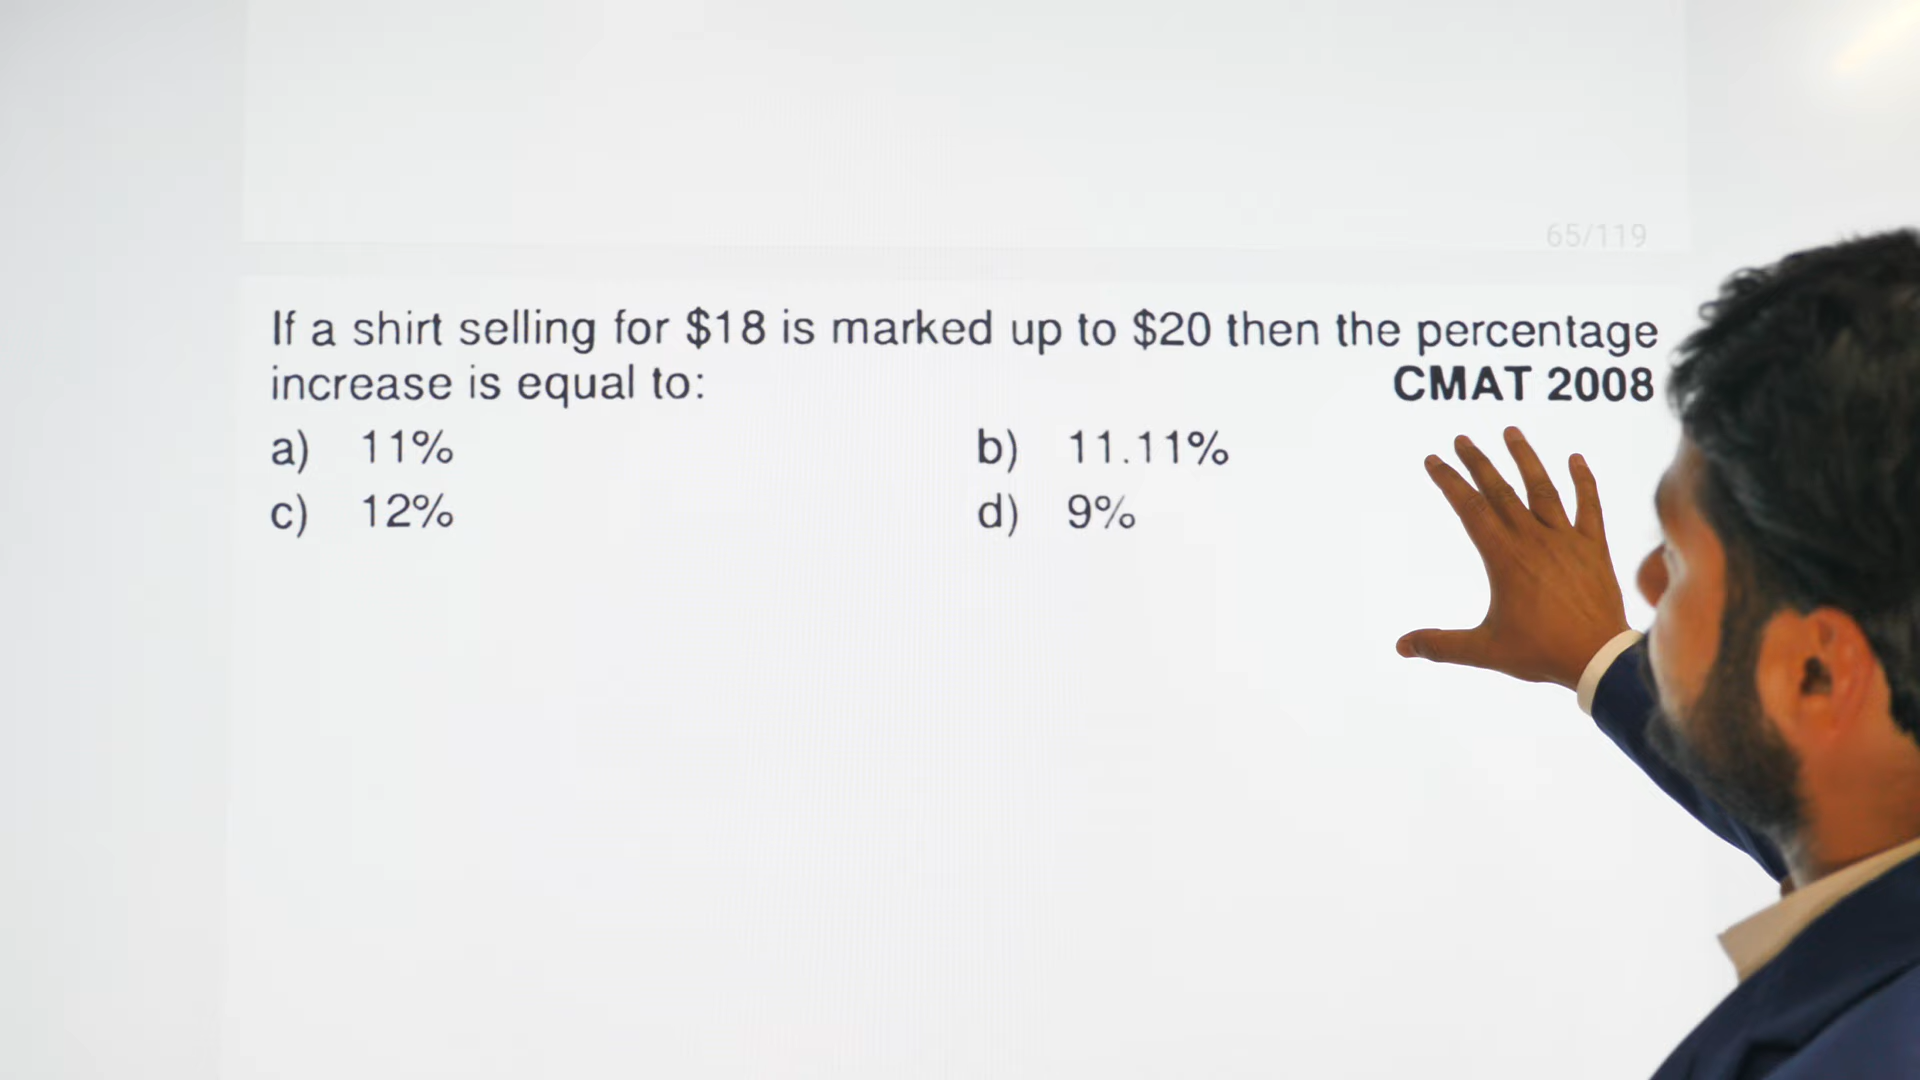 65/119
If a shirt selling for $18 is marked up to $20 then the percentage
increase is equal to: CMAT 2008
a) 11% b) 11.11%
c) 12% d) 9%